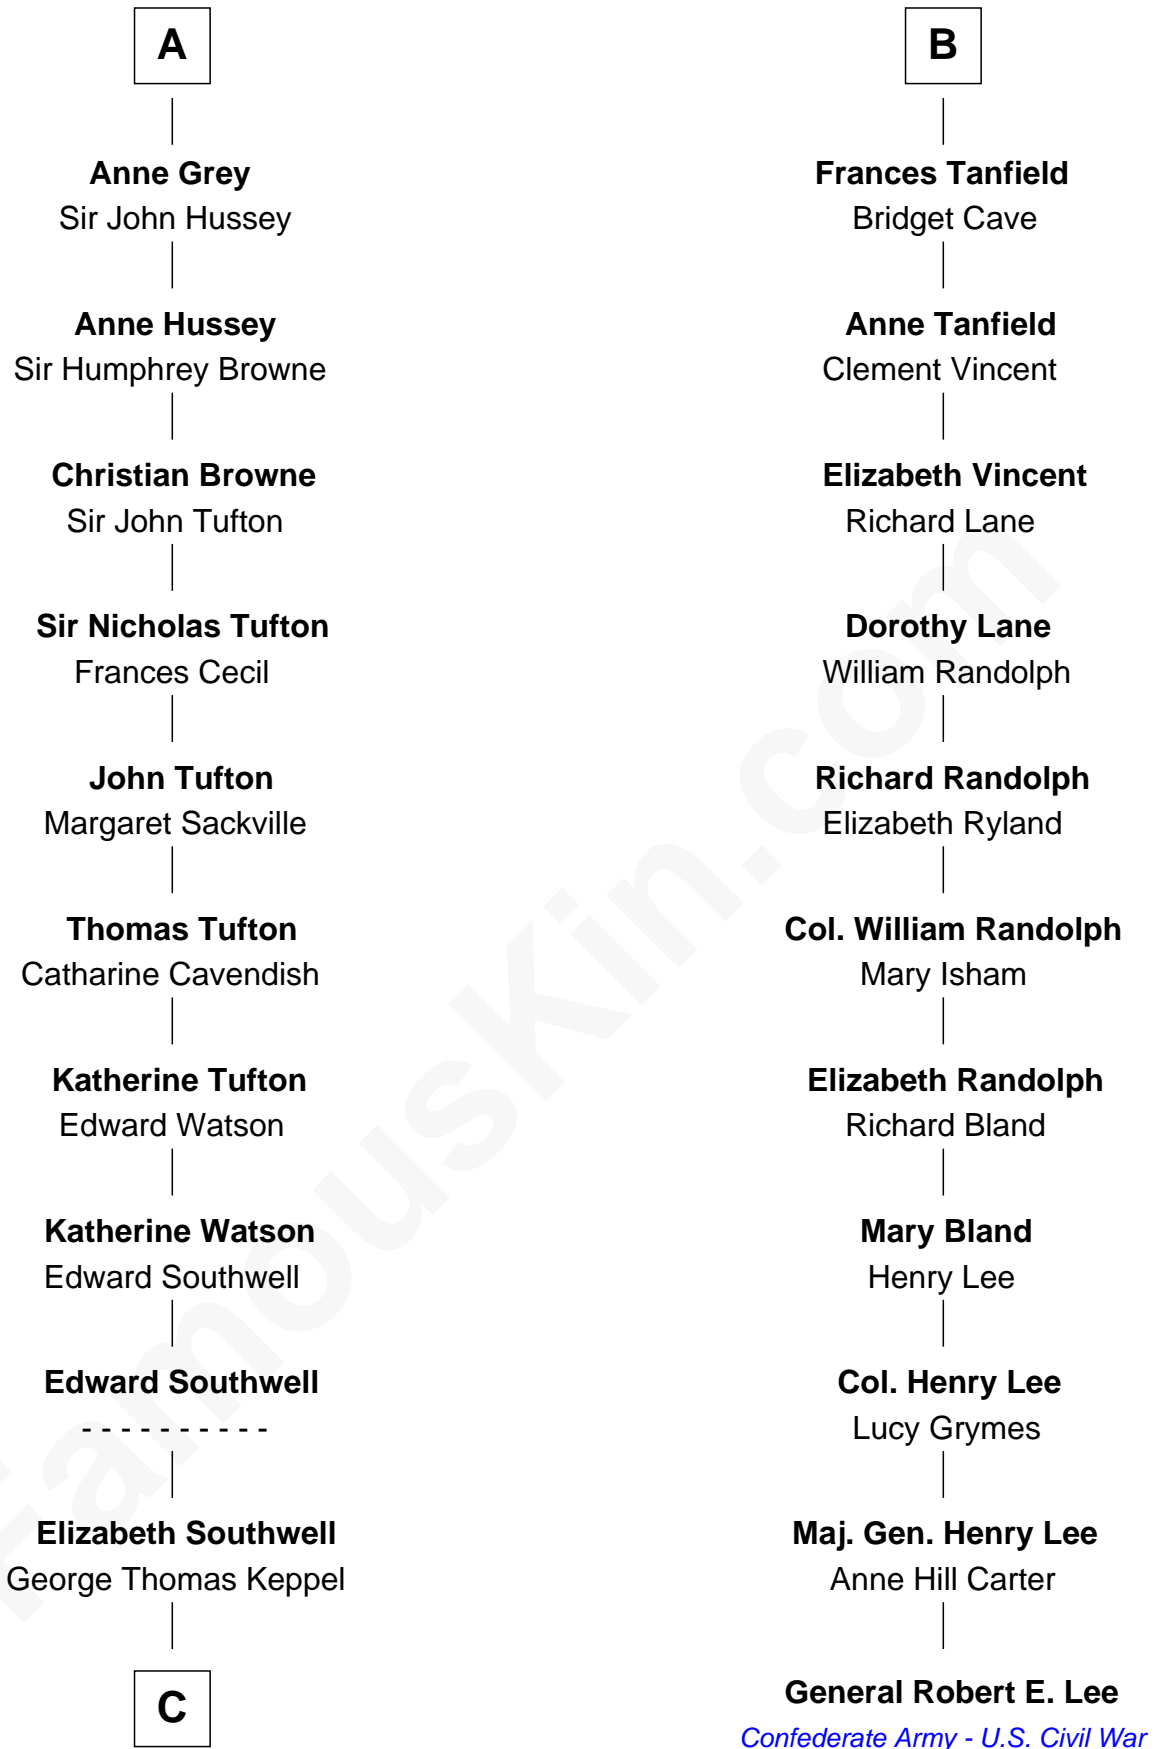 A
Anne Grey
Sir John Hussey
Anne Hussey
Sir Humphrey Browne
Christian Browne
Sir John Tufton
Sir Nicholas Tufton
Frances Cecil
John Tufton
Margaret Sackville
Thomas Tufton
Catharine Cavendish
Katherine Tufton
Edward Watson
Katherine Watson
Edward Southwell
Edward Southwell
- - - - - - - - - -
Elizabeth Southwell
George Thomas Keppel
C
B
Frances Tanfield
Bridget Cave
Anne Tanfield
Clement Vincent
Elizabeth Vincent
Richard Lane
Dorothy Lane
William Randolph
Richard Randolph
Elizabeth Ryland
Col. William Randolph
Mary Isham
Elizabeth Randolph
Richard Bland
Mary Bland
Henry Lee
Col. Henry Lee
Lucy Grymes
Maj. Gen. Henry Lee
Anne Hill Carter
General Robert E. Lee
Confederate Army - U.S. Civil War
FamousKin.com